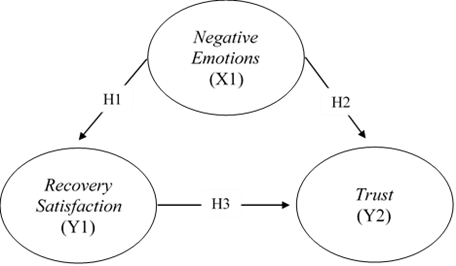 Negative
Emotions
(X1)
H1
H2
Recovery
Satisfaction
(Y1)
H3
Trust
(Y2)